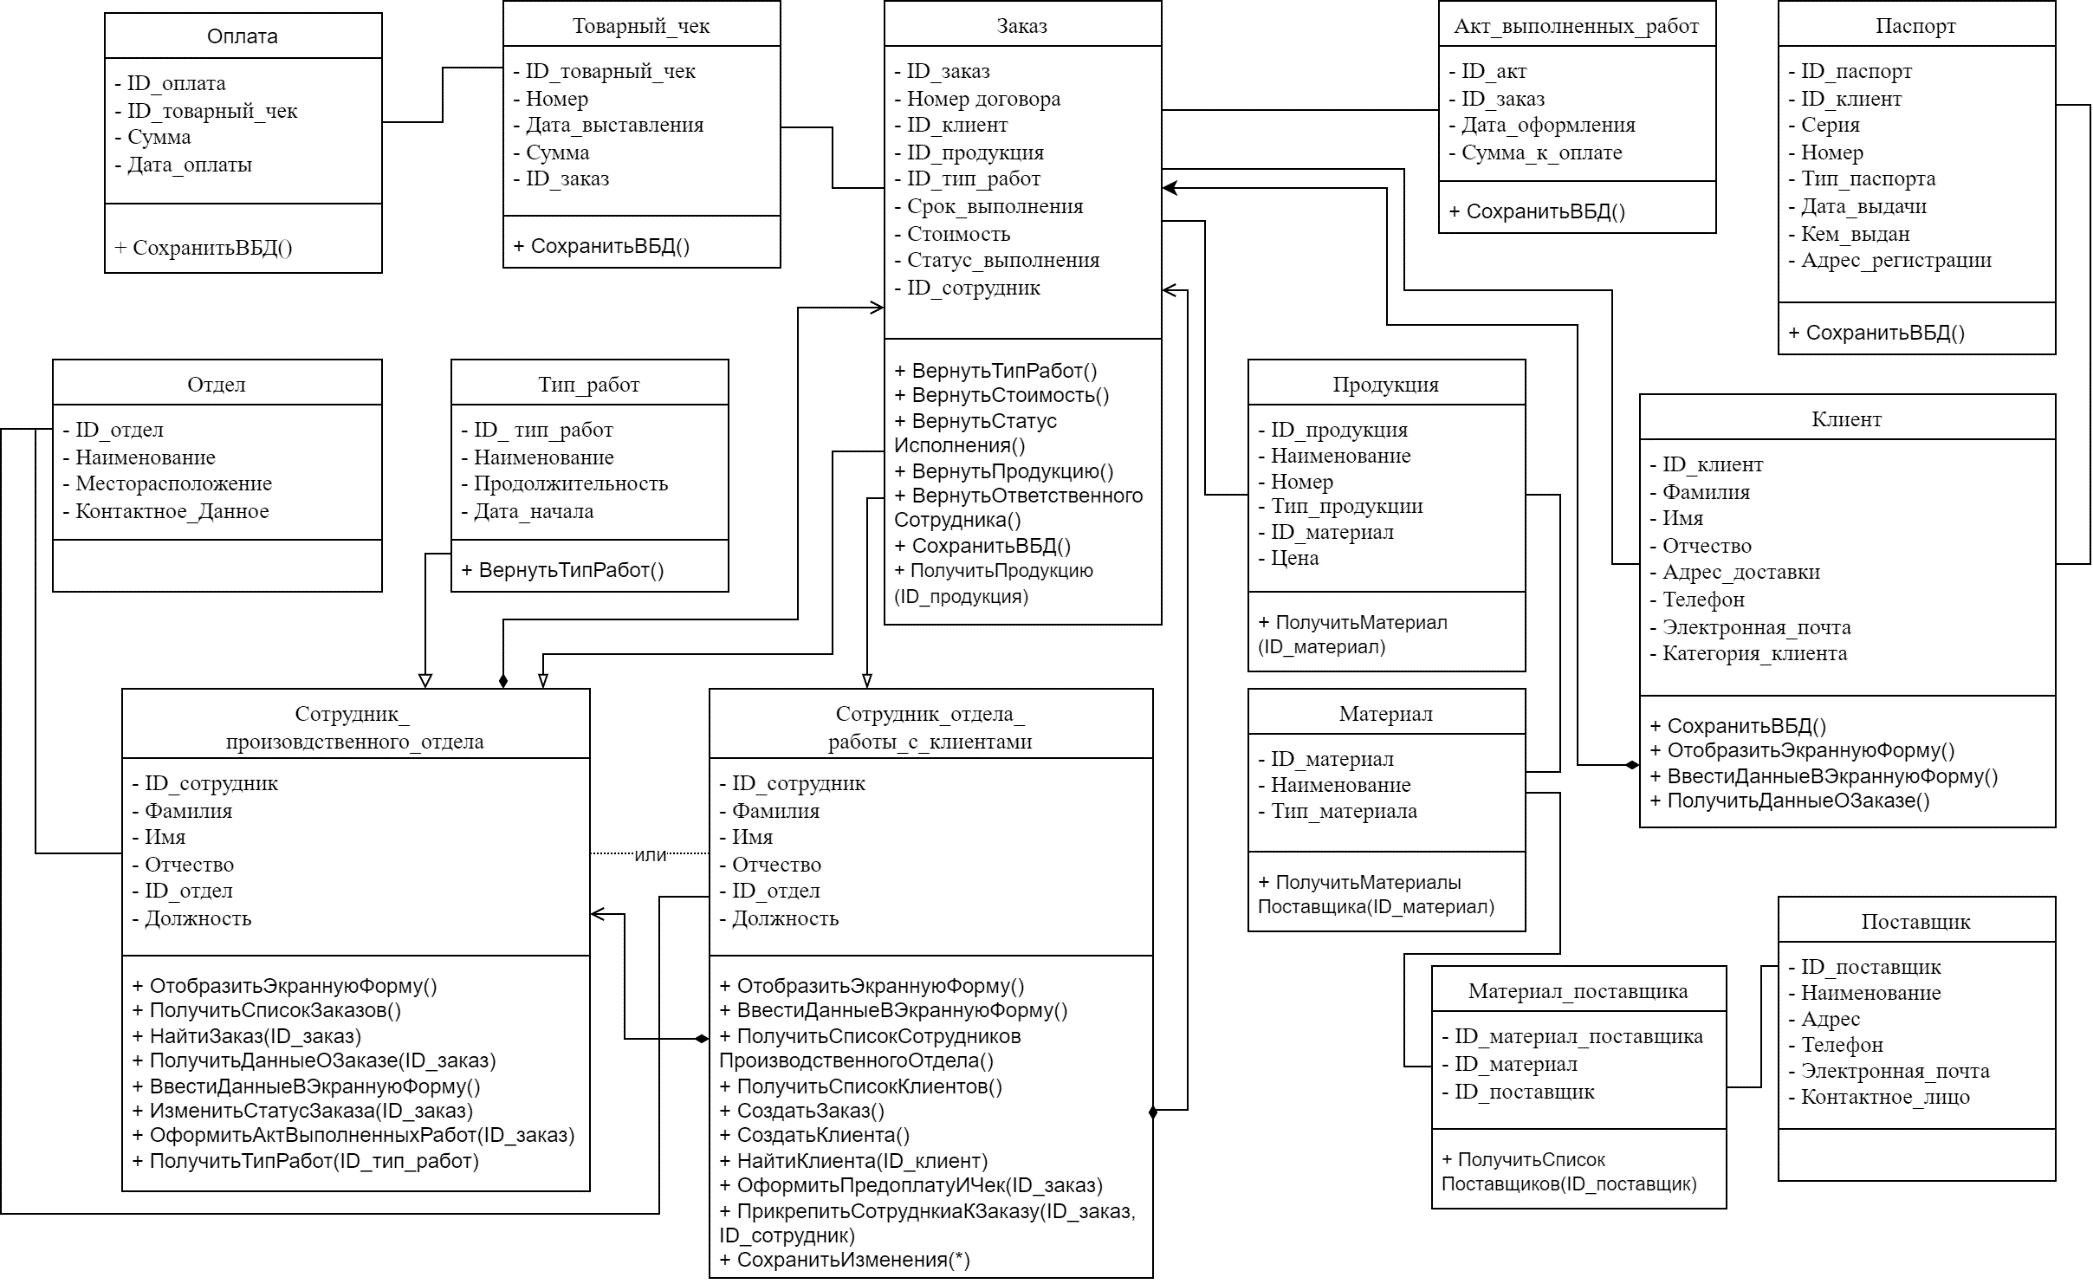 Оплата
- ID_оплата
- ID_товарный_чек
- Сумма
- Дата_оплаты
+ СохранитьВБД()
Товарный_чек
- ID_товарный_чек
- Номер
- Дата_выставления
- Сумма
- ID_заказ
+ СохранитьВБД()
Заказ
- ID_заказ
- Номер договора
- ID_клиент
- ID_продукция
- ID_тип_работ
- Срок_выполнения
- Стоимость
- Статус_выполнения
- ID_сотрудник
+ ВернутьТипРабот()
+ ВернутьСтоимость()
+ ВернутьСтатус
Исполнения()
+ ВернутьПродукцию()
+ ВернутьОтветственного
Сотрудника()
+ СохранитьВБД()
+ ПолучитьПродукцию
(ID_продукция)
Акт_выполненных_работ
- ID_акт
- ID_заказ
- Дата_оформления
- Сумма_к_оплате
+ СохранитьВБД()
Паспорт
- ID_паспорт
- ID_клиент
- Серия
- Номер
- Тип_паспорта
- Дата_выдачи
- Кем_выдан
- Адрес_регистрации
+ СохранитьВБД()
Отдел
- ID_отдел
- Наименование
- Месторасположение
- Контактное_Данное
Тип_работ
- ID_ тип_работ
- Наименование
- Продолжительность
- Дата_начала
+ ВернутьТипРабот()
Продукция
- ID_продукция
- Наименование
- Номер
- Тип_продукции
- ID_материал
- Цена
+ ПолучитьМатериал
(ID_материал)
Клиент
- ID_клиент
- Фамилия
- Имя
- Отчество
- Адрес_доставки
- Телефон
- Электронная_почта
- Категория_клиента
+ СохранитьВБД()
+ ОтобразитьЭкраннуюФорму()
+ ВвестиДанныеВЭкраннуюФорму()
+ ПолучитьДанныеОЗаказе()
Сотрудник_
произовдственного_отдела
- ID_сотрудник
- Фамилия
- Имя
- Отчество
- ID_отдел
- Должность
+ ОтобразитьЭкраннуюФорму()
+ ПолучитьСписокЗаказов()
+ НайтиЗаказ(ID_заказ)
+ ПолучитьДанныеОЗаказе(ID_заказ)
+ ВвестиДанныеВЭкраннуюФорму()
+ ИзменитьСтатусЗаказа(ID_заказ)
+ ОформитьАктВыполненныхРабот(ID_заказ)
+ ПолучитьТипРабот(ID_тип_работ)
или
Сотрудник_отдела_
работы_с_клиентами
- ID_сотрудник
- Фамилия
- Имя
- Отчество
- ID_отдел
- Должность
+ ОтобразитьЭкраннуюФорму()
+ ВвестиДанныеВЭкраннуюФорму()
+ ПолучитьСписокСотрудников
ПроизводственногоОтдела()
+ ПолучитьСписокКлиентов()
+ СоздатьЗаказ()
+ СоздатьКлиента()
+ НайтиКлиента(ID_клиент)
+ ОформитьПредоплатуИЧек(ID_заказ)
+ ПрикрепитьСотруднкиаКЗаказу(ID_заказ,
ID_сотрудник)
+ СохранитьИзменения(*)
Материал
- ID_материал
- Наименование
- Тип_материала
+ ПолучитьМатериалы
Поставщика(ID_материал)
Материал_поставщика
- ID_материал_поставщика
- ID_материал
- ID_поставщик
+ ПолучитьСписок
Поставщиков(ID_поставщик)
Поставщик
- ID_поставщик
- Наименование
- Адрес
- Телефон
- Электронная_почта
- Контактное_лицо